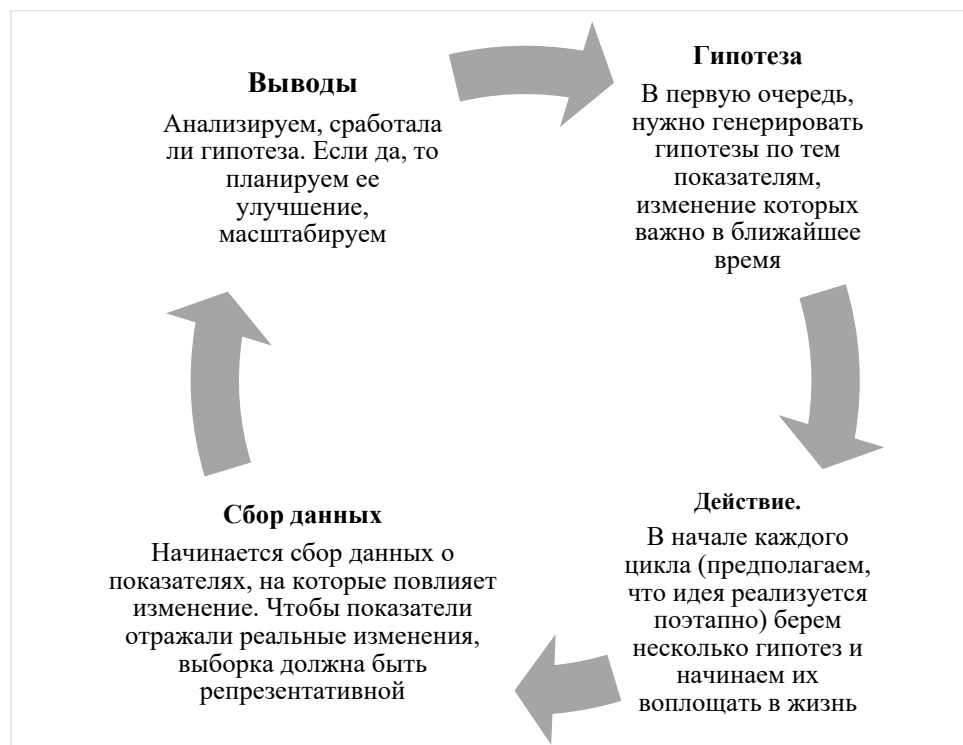 Гипотеза
В первую очередь,
нужно генерировать
гипотезы по тем
показателям,
изменение которых
важно в ближайшее
время
Действие.
В начале каждого
цикла (предполагаем,
что идея реализуется
поэтапно) берем
несколько гипотез и
начинаем их
воплощать в жизнь
Сбор данных
Начинается сбор данных о
показателях, на которые повлияет
изменение. Чтобы показатели
отражали реальные изменения,
выборка должна быть
репрезентативной
Выводы
Анализируем, сработала
ли гипотеза. Если да, то
планируем ее
улучшение,
масштабируем